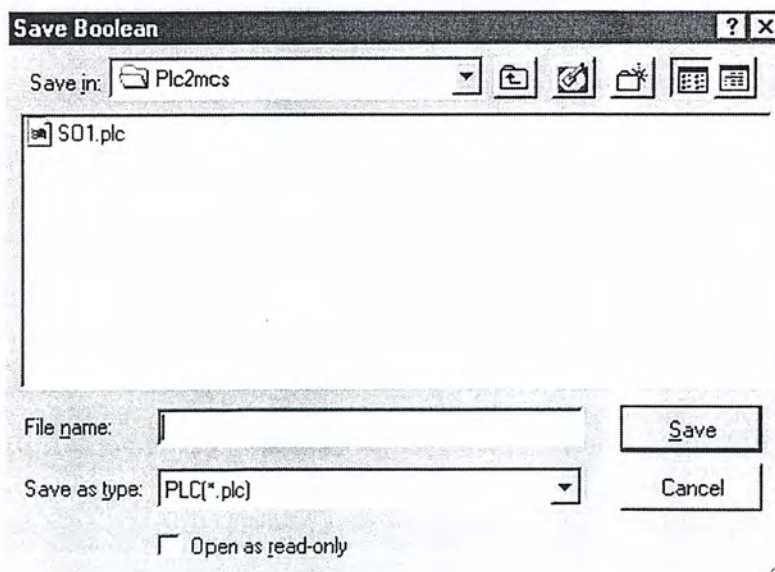 Save Boolean
Save in: Plc2mcs
SO1.plc
File name:
Save
Save as type: PLC(*.plc)
Cancel
Open as read-only